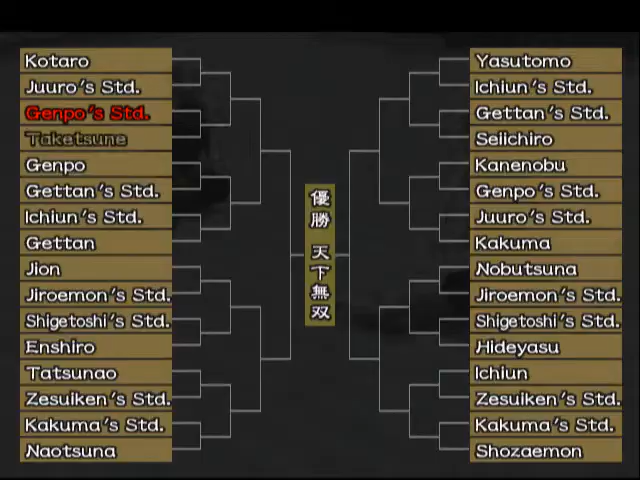 Kotaro
Juuro's Std.
Genpo's Std.
Taketsune
Genpo
Gettan's Std.
Ichiun's Std.
Gettan
Jion
Jiroemon's Std.
Shigetoshi's Std.
Enshiro
Tatsunao
Zesuiken's Std.
Kakuma's Std.
Naotsuna
優勝 天下無双
Yasutomo
Ichiun's Std.
Gettan's Std.
Seiichiro
Kanenobu
Genpo's Std.
Juuro's Std.
Kakuma
Nobutsuna
Jiroemon's Std.
Shigetoshi's Std.
Hideyasu
Ichiun
Zesuiken's Std.
Kakuma's Std.
Shozaemon